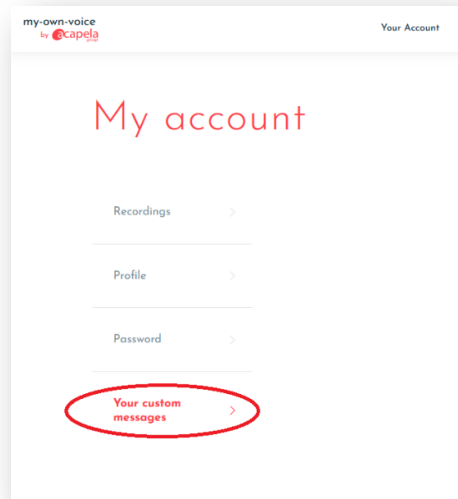 my-own-voice
by acapela
group
Your Account
My account
Recordings
Profile
Password
Your custom
messages